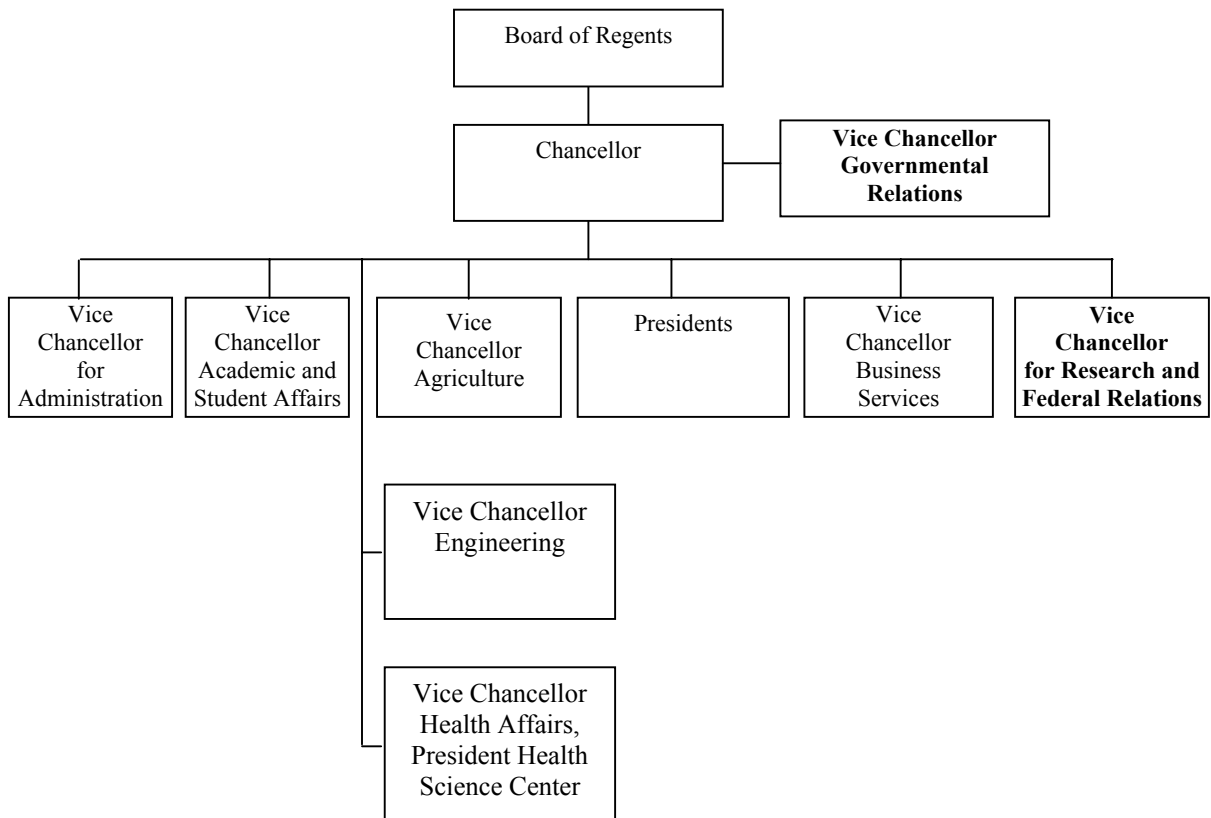 Board of Regents
Chancellor
Vice Chancellor
Governmental
Relations
Vice
Chancellor
for
Administration
Vice
Chancellor
Academic and
Student Affairs
Vice
Chancellor
Agriculture
Presidents
Vice
Chancellor
Business
Services
Vice
Chancellor
for Research and
Federal Relations
Vice Chancellor
Engineering
Vice Chancellor
Health Affairs,
President Health
Science Center